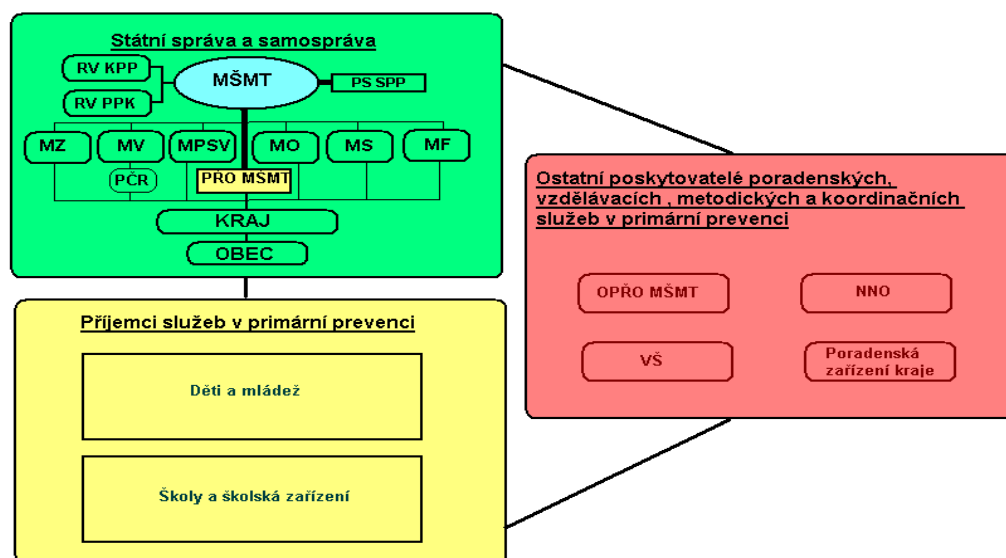 Státní správa a samospráva
RV KPP
MŠMT
PS SPP
RV PPK
MZ
MV
MPSV
MO
MS
MF
PČR
PŘO MŠMT
KRAJ
OBEC
Ostatní poskytovatelé poradenských,
vzdělávacích , metodických a koordinačních
služeb v primární prevenci
OPŘO MŠMT
NNO
VŠ
Poradenská
zařízení kraje
Příjemci služeb v primární prevenci
Děti a mládež
Školy a školská zařízení